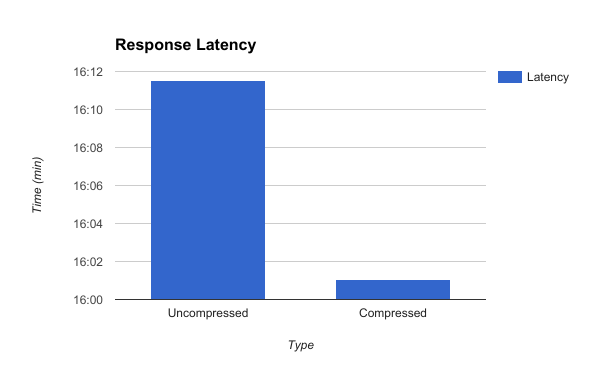 Response Latency
16:12
16:10
16:08
16:06
16:04
16:02
16:00
Time (min)
Uncompressed
Compressed
Type
Latency